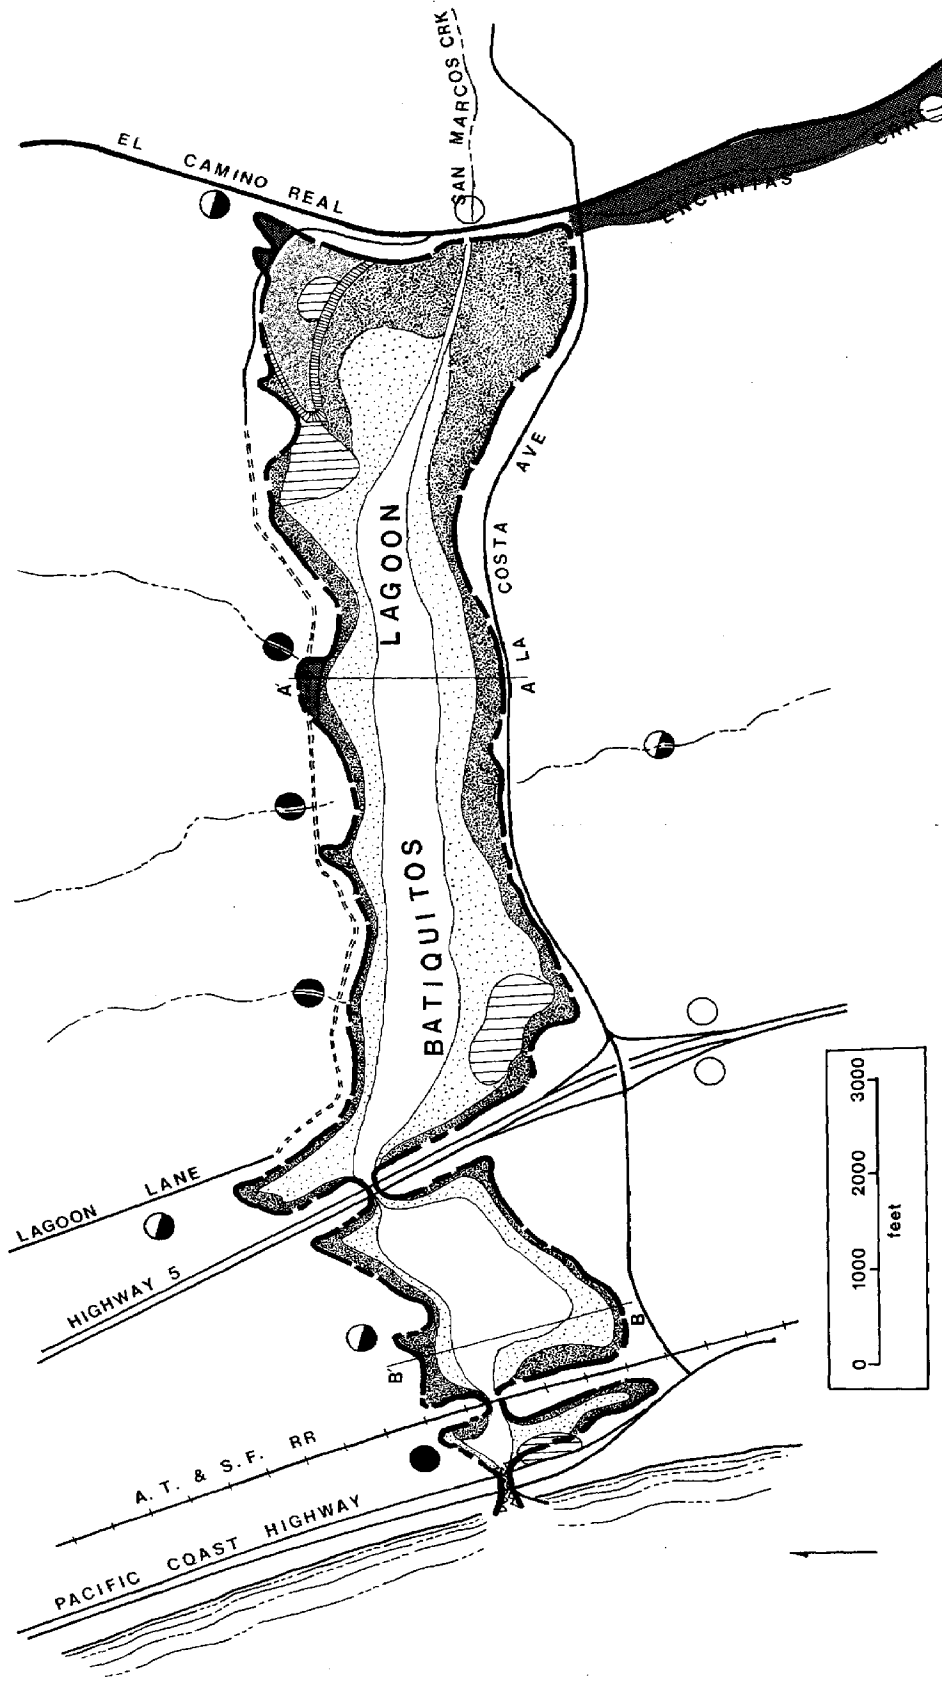 EL CAMINO REAL
SAN MARCOS CRK
ENCINITAS CRK
LA COSTA AVE
BATIQUITOS LAGOON
A'
A
LAGOON LANE
HIGHWAY 5
B'
B
A. T. & S. F. RR
PACIFIC COAST HIGHWAY
0 1000 2000 3000
feet